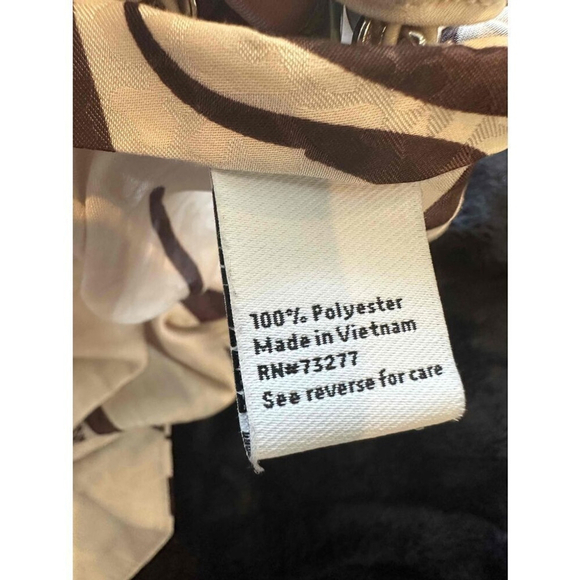 100% Polyester
Made in Vietnam
RN#73277
See reverse for care